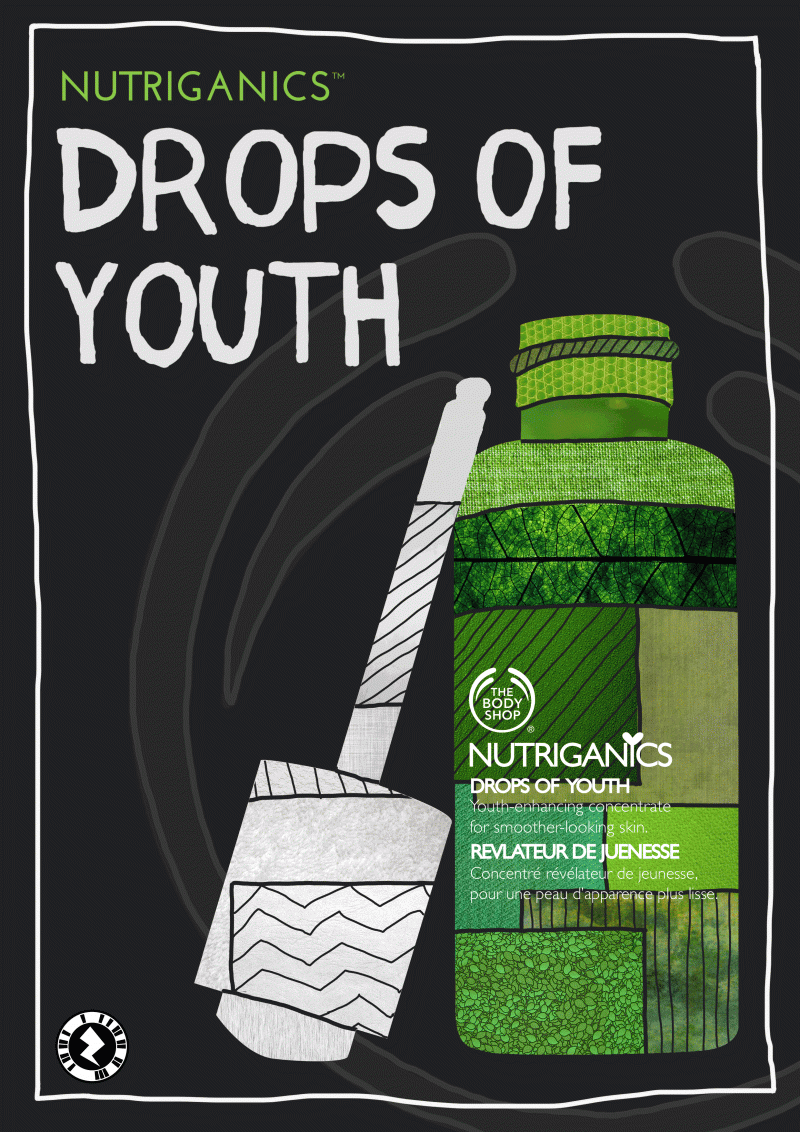 NUTRIGANICS™
DROPS OF
YOUTH
THE
BODY
SHOP
®
NUTRIGANICS
DROPS OF YOUTH
Youth-enhancing concentrate
for smoother-looking skin.
REVLATEUR DE JUENESSE
Concentré révélateur de jeunesse,
pour une peau d'apparence plus lisse.